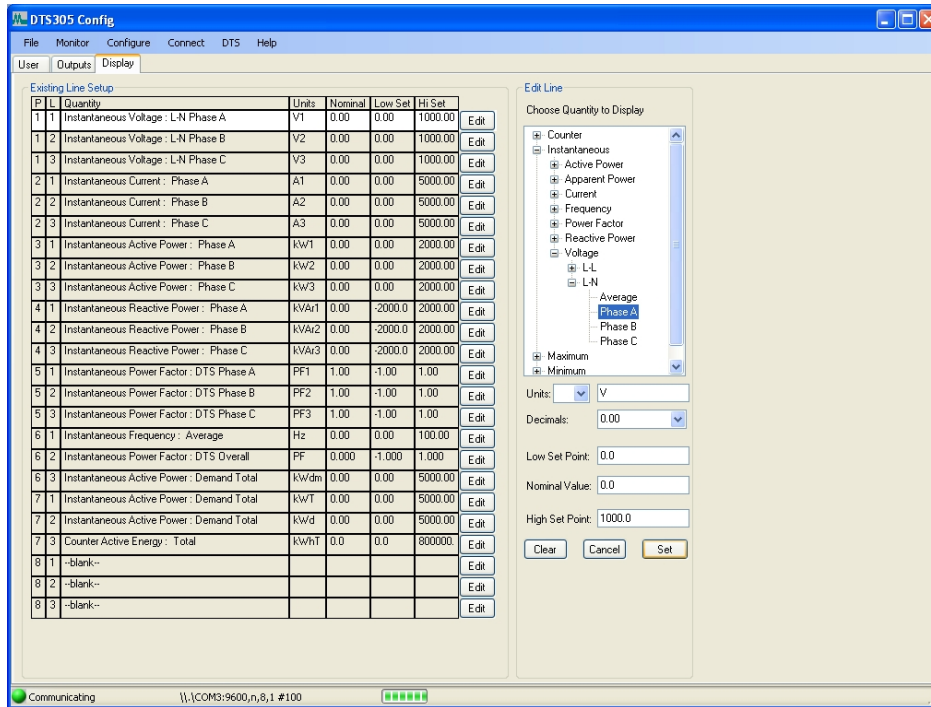 DTS305 Config
File Monitor Configure Connect DTS Help
User Outputs Display
Existing Line Setup
P L Quantity Units Nominal Low Set Hi Set
1 1 Instantaneous Voltage : L-N Phase A V1 0.00 0.00 1000.00 Edit
1 2 Instantaneous Voltage : L-N Phase B V2 0.00 0.00 1000.00 Edit
1 3 Instantaneous Voltage : L-N Phase C V3 0.00 0.00 1000.00 Edit
2 1 Instantaneous Current : Phase A A1 0.00 0.00 5000.00 Edit
2 2 Instantaneous Current : Phase B A2 0.00 0.00 5000.00 Edit
2 3 Instantaneous Current : Phase C A3 0.00 0.00 5000.00 Edit
3 1 Instantaneous Active Power : Phase A kW1 0.00 0.00 2000.00 Edit
3 2 Instantaneous Active Power : Phase B kW2 0.00 0.00 2000.00 Edit
3 3 Instantaneous Active Power : Phase C kW3 0.00 0.00 2000.00 Edit
4 1 Instantaneous Reactive Power : Phase A kVAr1 0.00 -2000.0 2000.00 Edit
4 2 Instantaneous Reactive Power : Phase B kVAr2 0.00 -2000.0 2000.00 Edit
4 3 Instantaneous Reactive Power : Phase C kVAr3 0.00 -2000.0 2000.00 Edit
5 1 Instantaneous Power Factor : DTS Phase A PF1 1.00 -1.00 1.00 Edit
5 2 Instantaneous Power Factor : DTS Phase B PF2 1.00 -1.00 1.00 Edit
5 3 Instantaneous Power Factor : DTS Phase C PF3 1.00 -1.00 1.00 Edit
6 1 Instantaneous Frequency : Average Hz 0.00 0.00 100.00 Edit
6 2 Instantaneous Power Factor : DTS Overall PF 0.000 -1.000 1.000 Edit
6 3 Instantaneous Active Power : Demand Total kWdm 0.00 0.00 5000.00 Edit
7 1 Instantaneous Active Power : Demand Total kWT 0.00 0.00 5000.00 Edit
7 2 Instantaneous Active Power : Demand Total kWd 0.00 0.00 5000.00 Edit
7 3 Counter Active Energy : Total kWhT 0.0 0.0 800000. Edit
8 1 --blank-- Edit
8 2 --blank-- Edit
8 3 --blank-- Edit
Edit Line
Choose Quantity to Display
Counter
Instantaneous
Active Power
Apparent Power
Current
Frequency
Power Factor
Reactive Power
Voltage
L-L
L-N
Average
Phase A
Phase B
Phase C
Maximum
Minimum
Units: V
Decimals: 0.00
Low Set Point: 0.0
Nominal Value: 0.0
High Set Point: 1000.0
Clear Cancel Set
Communicating \\.\COM3:9600,n,8,1 #100